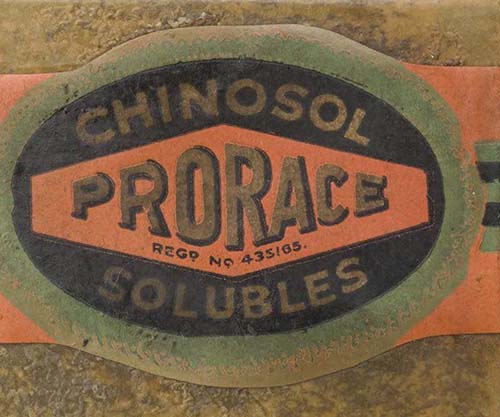 CHINOSOL
PRORACE
REGD NO 435165.
SOLUBLES